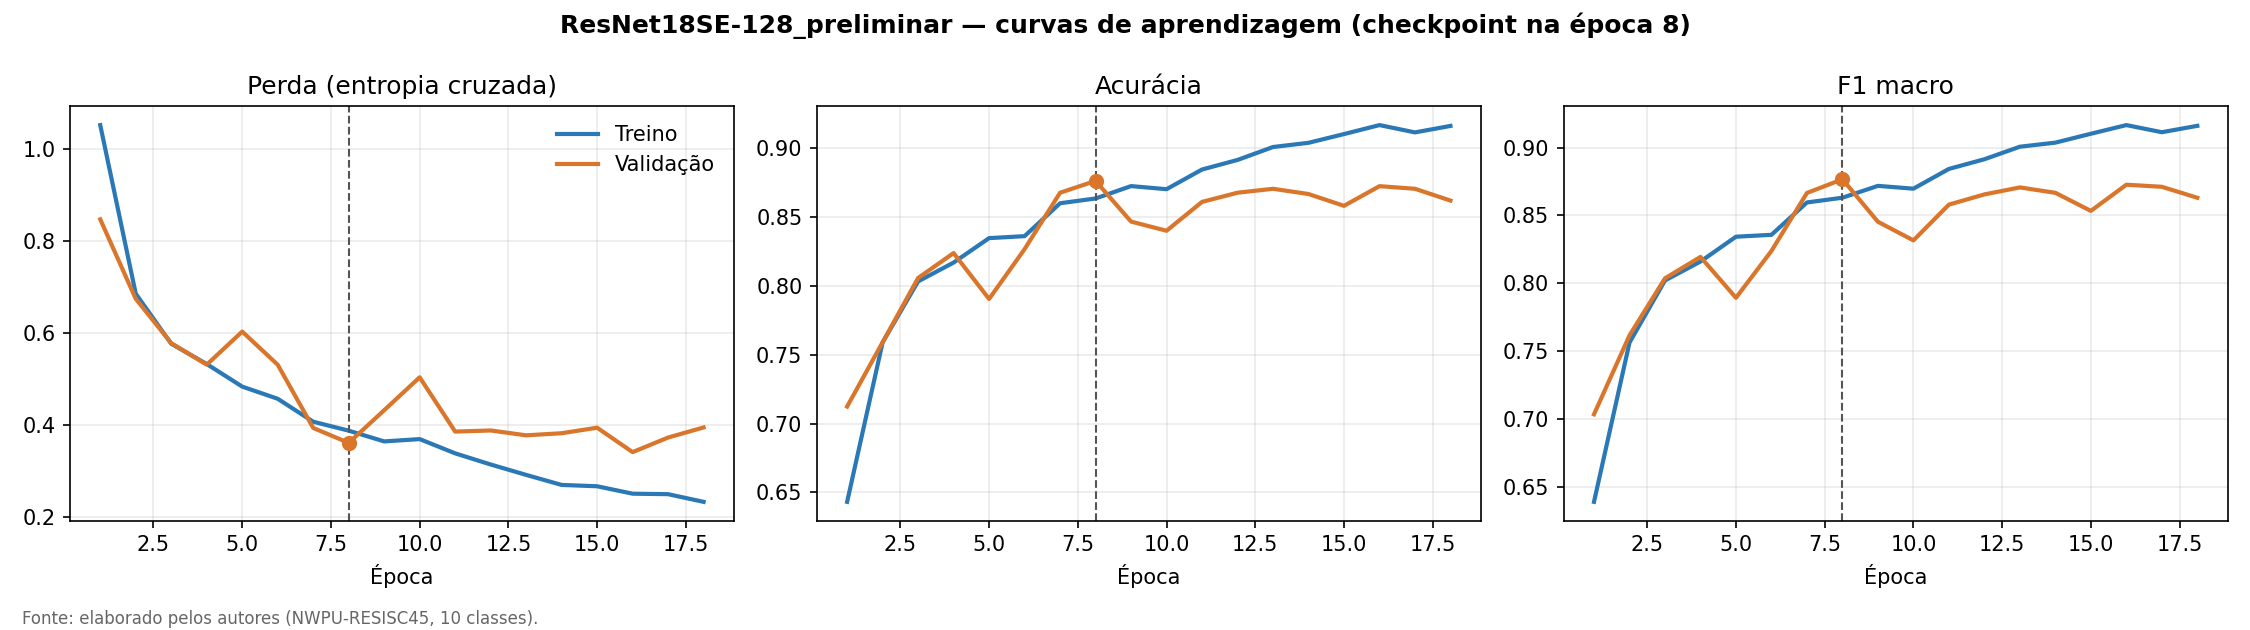 ResNet18SE-128_preliminar — curvas de aprendizagem (checkpoint na época 8)
Perda (entropia cruzada)
Treino
Validação
1.0
0.8
0.6
0.4
0.2
2.5 5.0 7.5 10.0 12.5 15.0 17.5
Época
Acurácia
0.90
0.85
0.80
0.75
0.70
0.65
2.5 5.0 7.5 10.0 12.5 15.0 17.5
Época
F1 macro
0.90
0.85
0.80
0.75
0.70
0.65
2.5 5.0 7.5 10.0 12.5 15.0 17.5
Época
Fonte: elaborado pelos autores (NWPU-RESISC45, 10 classes).